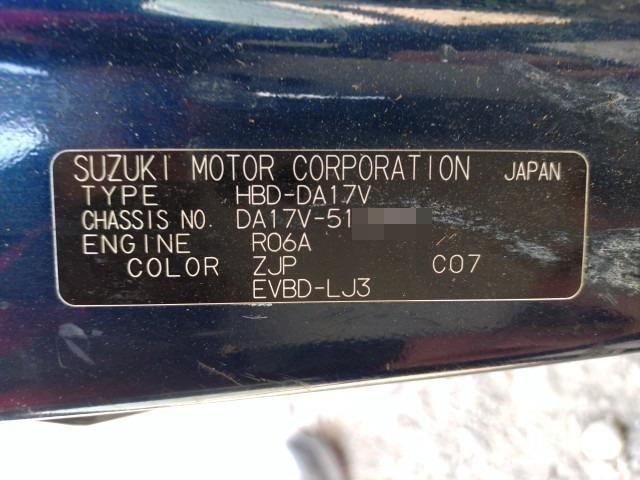 SUZUKI MOTOR CORPORATION JAPAN
TYPE HBD-DA17V
CHASSIS NO. DA17V-51
ENGINE R06A
COLOR ZJP C07
EVBD-LJ3